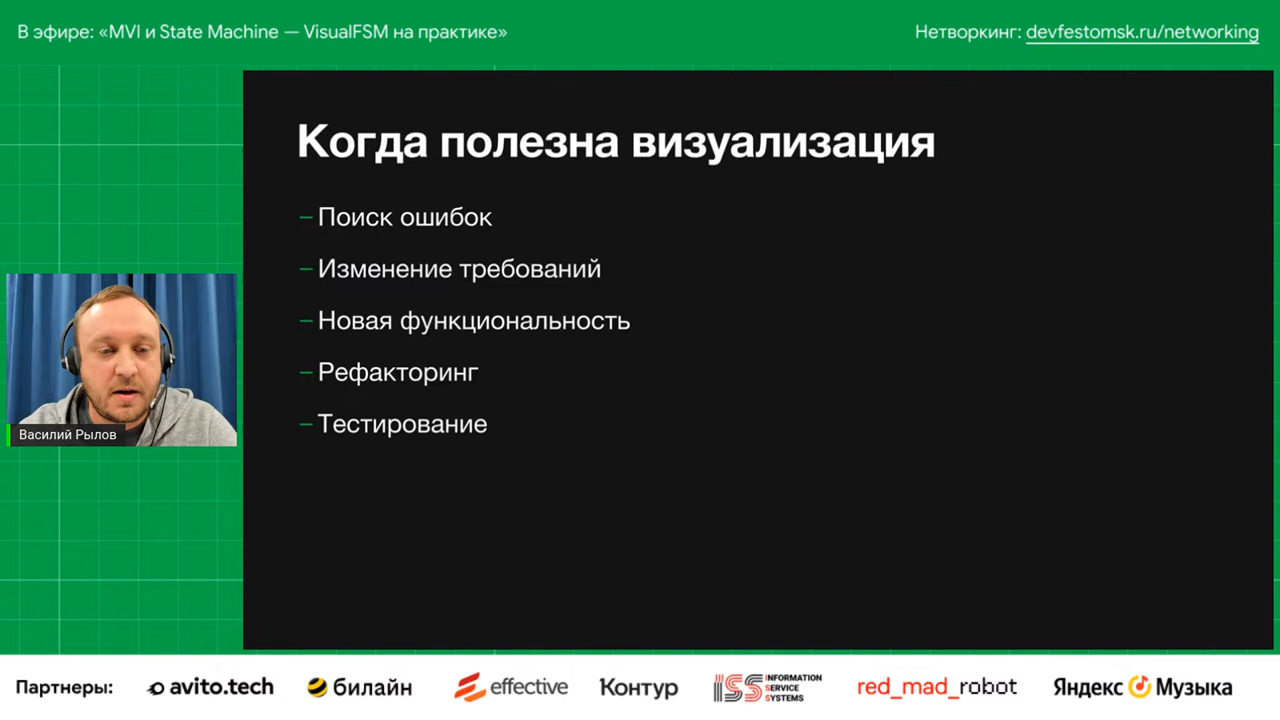 В эфире: «MVI и State Machine — VisualFSM на практике»
Нетворкинг: devfestomsk.ru/networking
Когда полезна визуализация
– Поиск ошибок
– Изменение требований
– Новая функциональность
– Рефакторинг
– Тестирование
Василий Рылов
Партнеры: avito.tech билайн effective Контур ISS INFORMATION SERVICE SYSTEMS red_mad_robot Яндекс Музыка